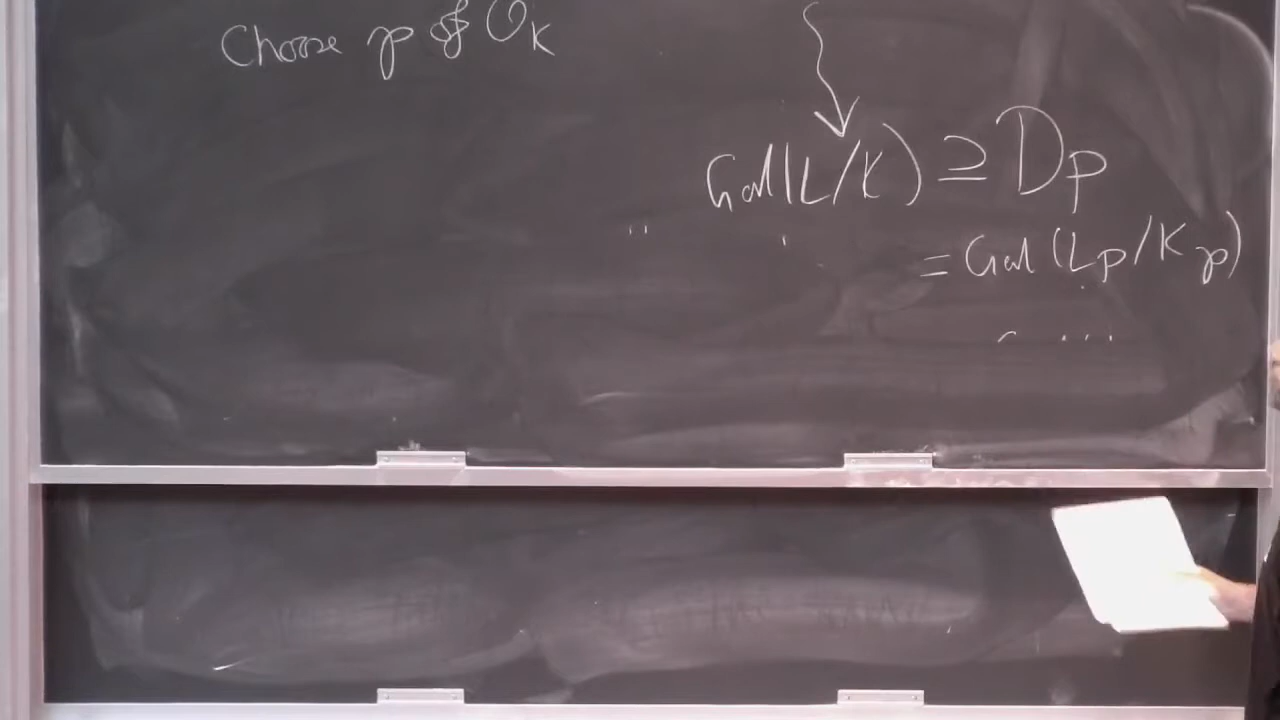 Choose 𝔭 of O_K
Gal(L/K) ⊇ D_P
= Gal(L_P/K_𝔭)